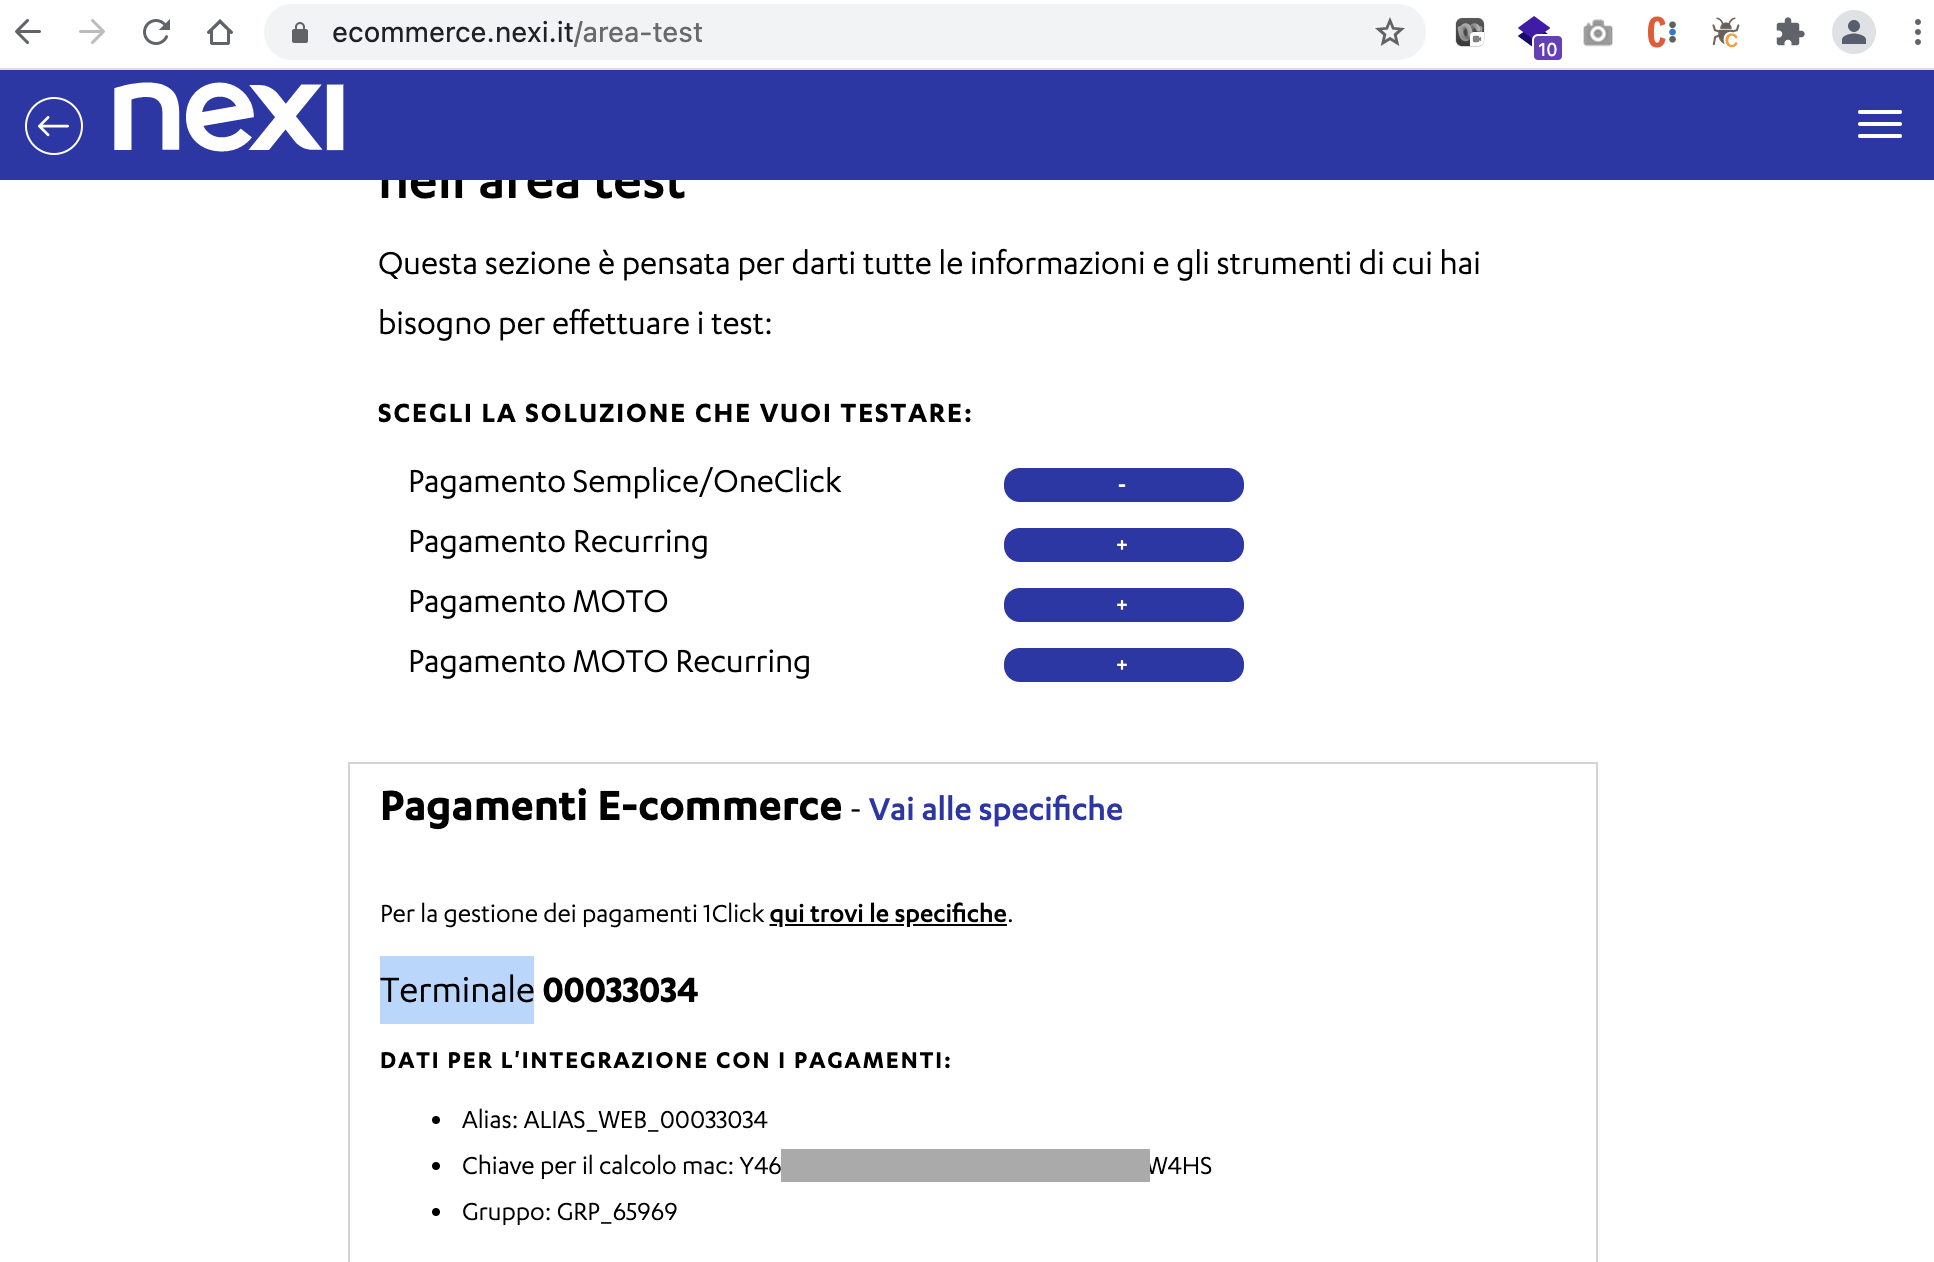 ecommerce.nexi.it/area-test
10
nexi
nell'area test
Questa sezione è pensata per darti tutte le informazioni e gli strumenti di cui hai
bisogno per effettuare i test:
SCEGLI LA SOLUZIONE CHE VUOI TESTARE:
Pagamento Semplice/OneClick -
Pagamento Recurring +
Pagamento MOTO +
Pagamento MOTO Recurring +
Pagamenti E-commerce - Vai alle specifiche
Per la gestione dei pagamenti 1Click qui trovi le specifiche.
Terminale 00033034
DATI PER L'INTEGRAZIONE CON I PAGAMENTI:
• Alias: ALIAS_WEB_00033034
• Chiave per il calcolo mac: Y46 W4HS
• Gruppo: GRP_65969